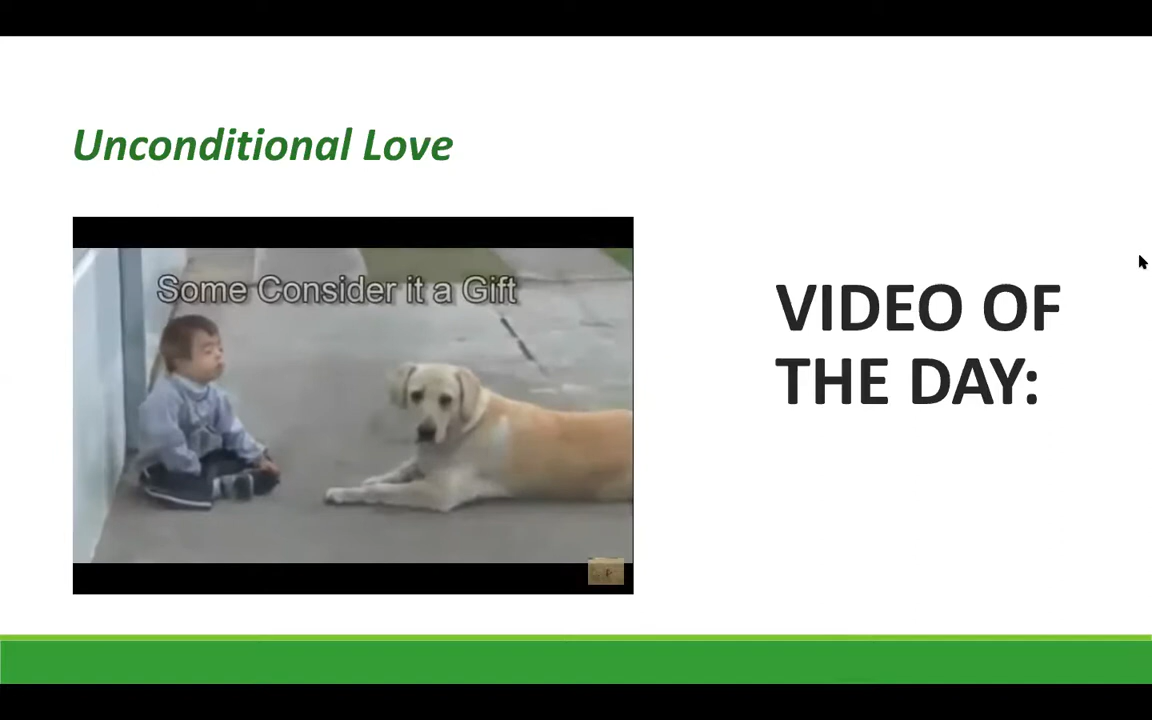 Unconditional Love
Some Consider it a Gift
VIDEO OF
THE DAY: